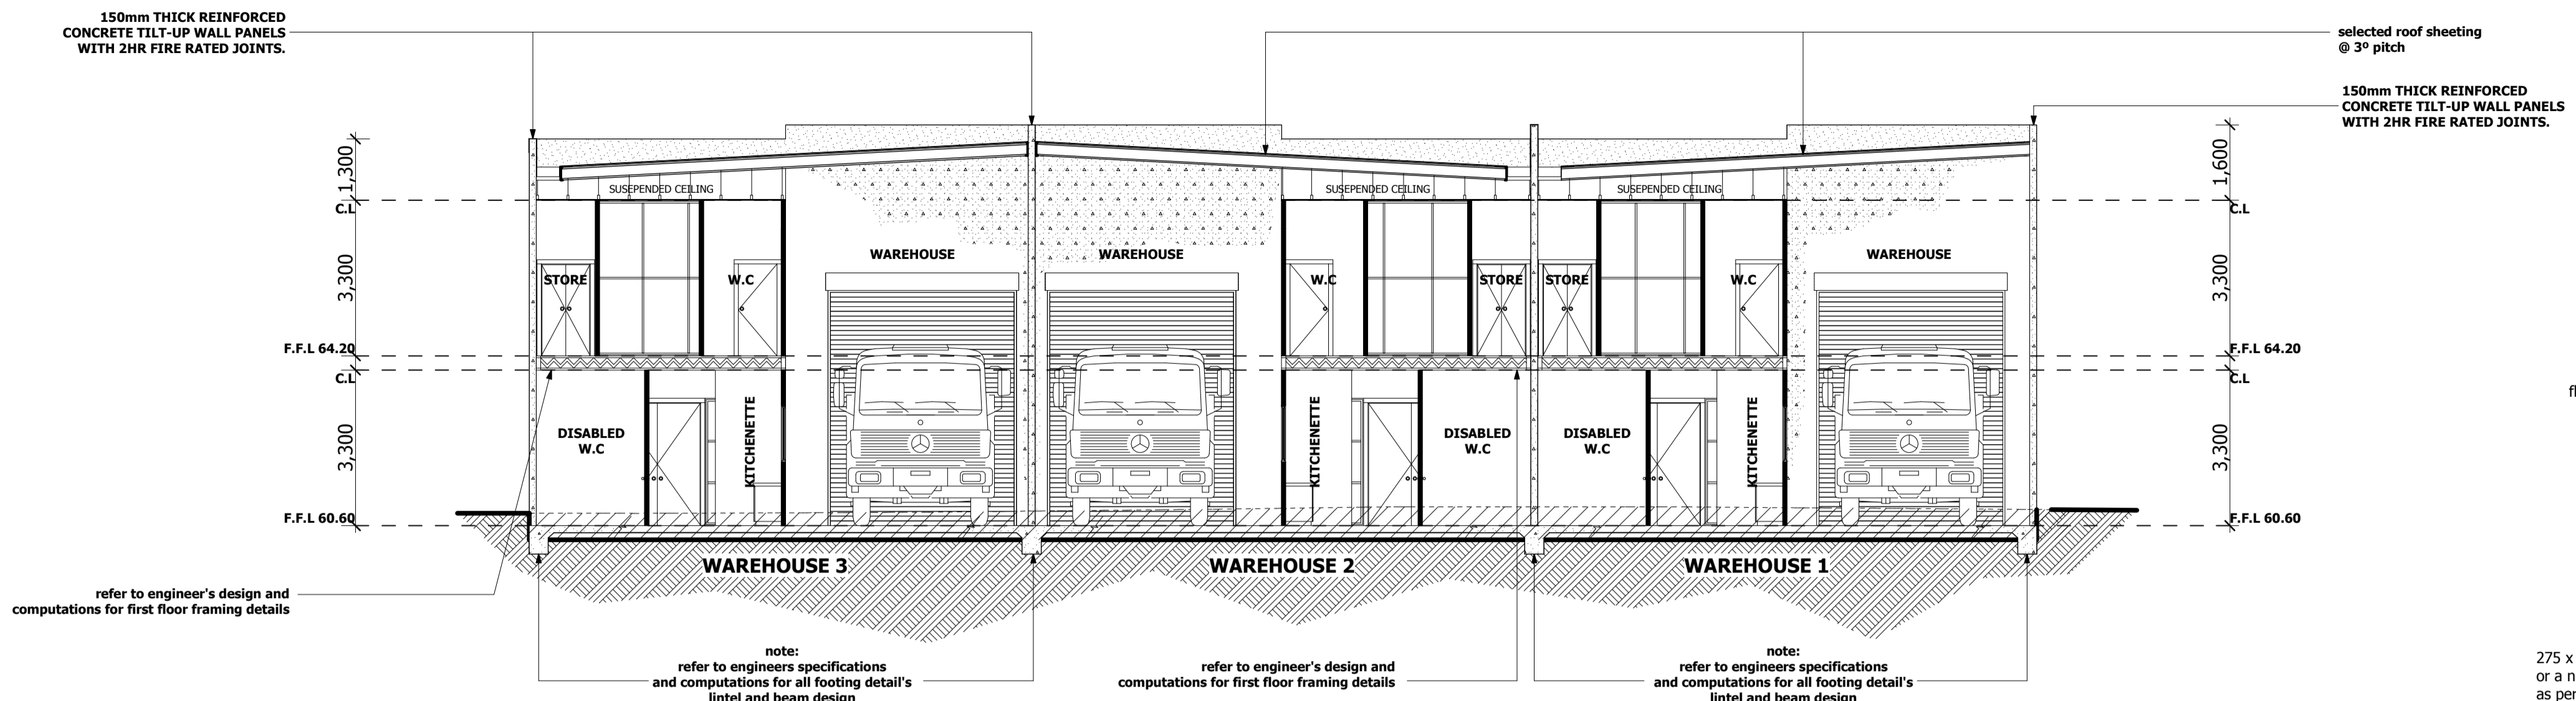 150mm THICK REINFORCED
CONCRETE TILT-UP WALL PANELS
WITH 2HR FIRE RATED JOINTS.
selected roof sheeting
@ 3º pitch
150mm THICK REINFORCED
CONCRETE TILT-UP WALL PANELS
WITH 2HR FIRE RATED JOINTS.
1,300
1,600
SUSEPENDED CEILING
SUSEPENDED CEILING
SUSEPENDED CEILING
C.L
C.L
WAREHOUSE
WAREHOUSE
WAREHOUSE
3,300
STORE
W.C
W.C
STORE
STORE
W.C
3,300
F.F.L 64.20
F.F.L 64.20
C.L
C.L
3,300
DISABLED
W.C
KITCHENETTE
KITCHENETTE
DISABLED
W.C
DISABLED
W.C
KITCHENETTE
3,300
F.F.L 60.60
F.F.L 60.60
WAREHOUSE 3
WAREHOUSE 2
WAREHOUSE 1
refer to engineer's design and
computations for first floor framing details
note:
refer to engineers specifications
and computations for all footing detail's
lintel and beam design
refer to engineer's design and
computations for first floor framing details
note:
refer to engineers specifications
and computations for all footing detail's
lintel and beam design
275 x
or a n
as per